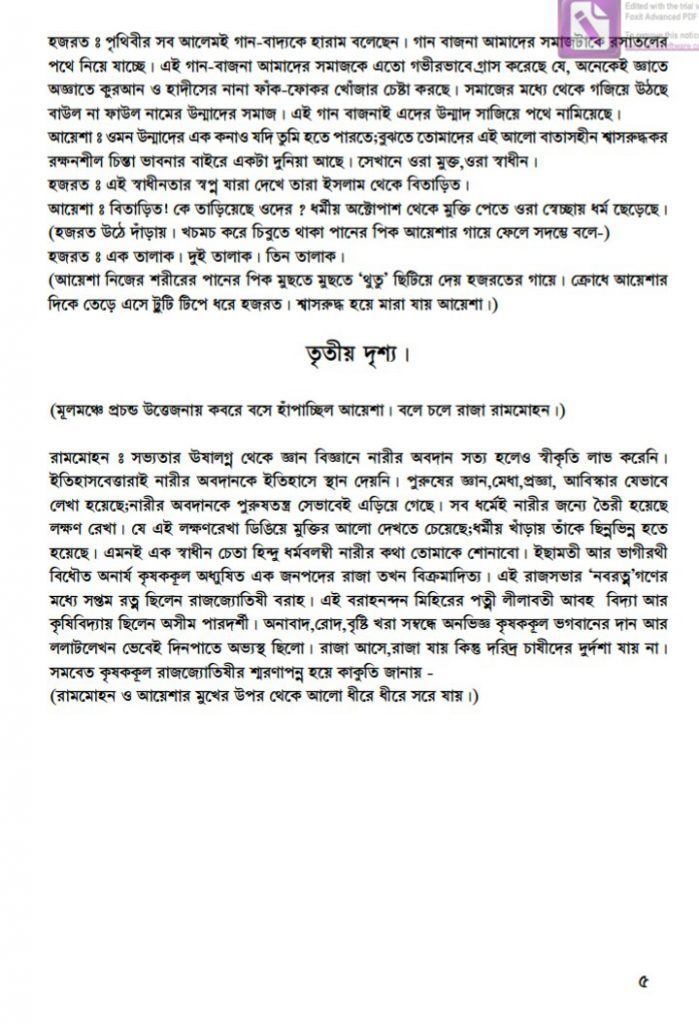 Edited with the trial v
Foxit Advanced PDF
To remove this notic
হজরত ঃ পৃথিবীর সব আলেমই গান-বাদ্যকে হারাম বলেছেন। গান বাজনা আমাদের সমাজটাকে রসাতলের
পথে নিয়ে যাচ্ছে। এই গান-বাজনা আমাদের সমাজকে এতো গভীরভাবে গ্রাস করেছে যে, অনেকেই জ্ঞাতে
অজ্ঞাতে কুরআন ও হাদীসের নানা ফাঁক-ফোকর খোঁজার চেষ্টা করছে। সমাজের মধ্যে থেকে গজিয়ে উঠছে
বাউল না ফাউল নামের উন্মাদের সমাজ। এই গান বাজনাই এদের উন্মাদ সাজিয়ে পথে নামিয়েছে।
আয়েশা ঃ ওমন উন্মাদের এক কনাও যদি তুমি হতে পারতে;বুঝতে তোমাদের এই আলো বাতাসহীন শ্বাসরুদ্ধকর
রক্ষনশীল চিন্তা ভাবনার বাইরে একটা দুনিয়া আছে। সেখানে ওরা মুক্ত,ওরা স্বাধীন।
হজরত ঃ এই স্বাধীনতার স্বপ্ন যারা দেখে তারা ইসলাম থেকে বিতাড়িত।
আয়েশা ঃ বিতাড়িত! কে তাড়িয়েছে ওদের ? ধর্মীয় অক্টোপাশ থেকে মুক্তি পেতে ওরা স্বেচ্ছায় ধর্ম ছেড়েছে।
(হজরত উঠে দাঁড়ায়। খচমচ করে চিবুতে থাকা পানের পিক আয়েশার গায়ে ফেলে সদম্ভে বলে-)
হজরত ঃ এক তালাক। দুই তালাক। তিন তালাক।
(আয়েশা নিজের শরীরের পানের পিক মুছতে মুছতে ‘থুতু’ ছিটিয়ে দেয় হজরতের গায়ে। ক্রোধে আয়েশার
দিকে তেড়ে এসে টুটি টিপে ধরে হজরত। শ্বাসরুদ্ধ হয়ে মারা যায় আয়েশা।)
তৃতীয় দৃশ্য।
(মূলমঞ্চে প্রচন্ড উত্তেজনায় কবরে বসে হাঁপাচ্ছিল আয়েশা। বলে চলে রাজা রামমোহন।)
রামমোহন ঃ সভ্যতার ঊষালগ্ন থেকে জ্ঞান বিজ্ঞানে নারীর অবদান সত্য হলেও স্বীকৃতি লাভ করেনি।
ইতিহাসবেত্তারাই নারীর অবদানকে ইতিহাসে স্থান দেয়নি। পুরুষের জ্ঞান,মেধা,প্রজ্ঞা, আবিস্কার যেভাবে
লেখা হয়েছে;নারীর অবদানকে পুরুষতন্ত্র সেভাবেই এড়িয়ে গেছে। সব ধর্মেই নারীর জন্যে তৈরী হয়েছে
লক্ষণ রেখা। যে এই লক্ষণরেখা ডিঙিয়ে মুক্তির আলো দেখতে চেয়েছে;ধর্মীয় খাঁড়ায় তাঁকে ছিন্নভিন্ন হতে
হয়েছে। এমনই এক স্বাধীন চেতা হিন্দু ধর্মবলম্বী নারীর কথা তোমাকে শোনাবো। ইছামতী আর ভাগীরথী
বিধৌত অনার্য কৃষককূল অধ্যুষিত এক জনপদের রাজা তখন বিক্রমাদিত্য। এই রাজসভার ‘নবরত্ন’গণের
মধ্যে সপ্তম রত্ন ছিলেন রাজজ্যোতিষী বরাহ। এই বরাহনন্দন মিহিরের পত্নী লীলাবতী আবহ বিদ্যা আর
কৃষিবিদ্যায় ছিলেন অসীম পারদর্শী। অনাবাদ,রোদ,বৃষ্টি খরা সম্বন্ধে অনভিজ্ঞ কৃষককূল ভগবানের দান আর
ললাটলেখন ভেবেই দিনপাতে অভ্যস্থ ছিলো। রাজা আসে,রাজা যায় কিন্তু দরিদ্র চাষীদের দুর্দশা যায় না।
সমবেত কৃষককূল রাজজ্যোতিষীর শ্মরণাপন্ন হয়ে কাকুতি জানায় -
(রামমোহন ও আয়েশার মুখের উপর থেকে আলো ধীরে ধীরে সরে যায়।)
৫